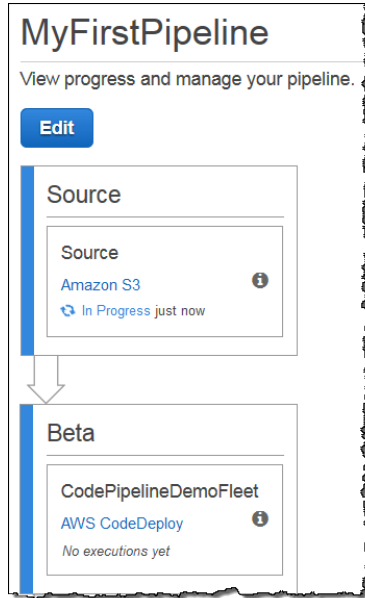 MyFirstPipeline
View progress and manage your pipeline.
Edit
Source
Source
Amazon S3
In Progress just now
Beta
CodePipelineDemoFleet
AWS CodeDeploy
No executions yet